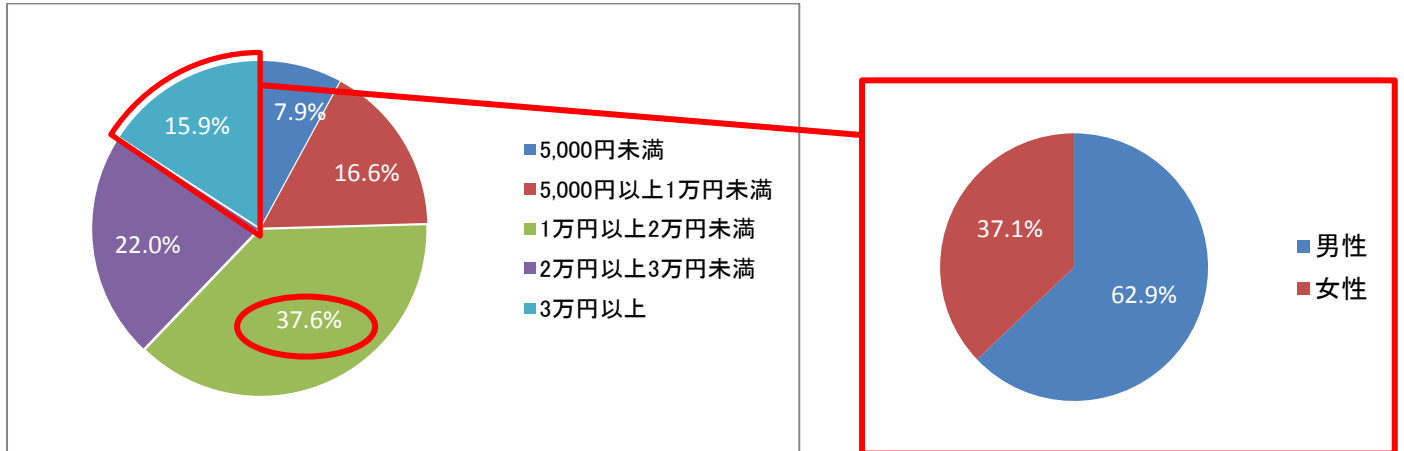 7.9%
15.9%
16.6%
22.0%
37.6%
5,000円未満
5,000円以上1万円未満
1万円以上2万円未満
2万円以上3万円未満
3万円以上
37.1%
62.9%
男性
女性